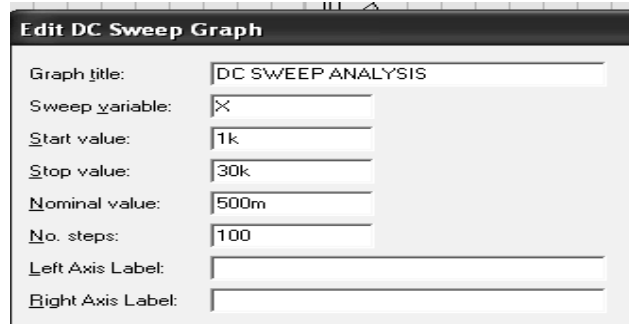 Edit DC Sweep Graph
Graph title: DC SWEEP ANALYSIS
Sweep variable: X
Start value: 1k
Stop value: 30k
Nominal value: 500m
No. steps: 100
Left Axis Label:
Right Axis Label: